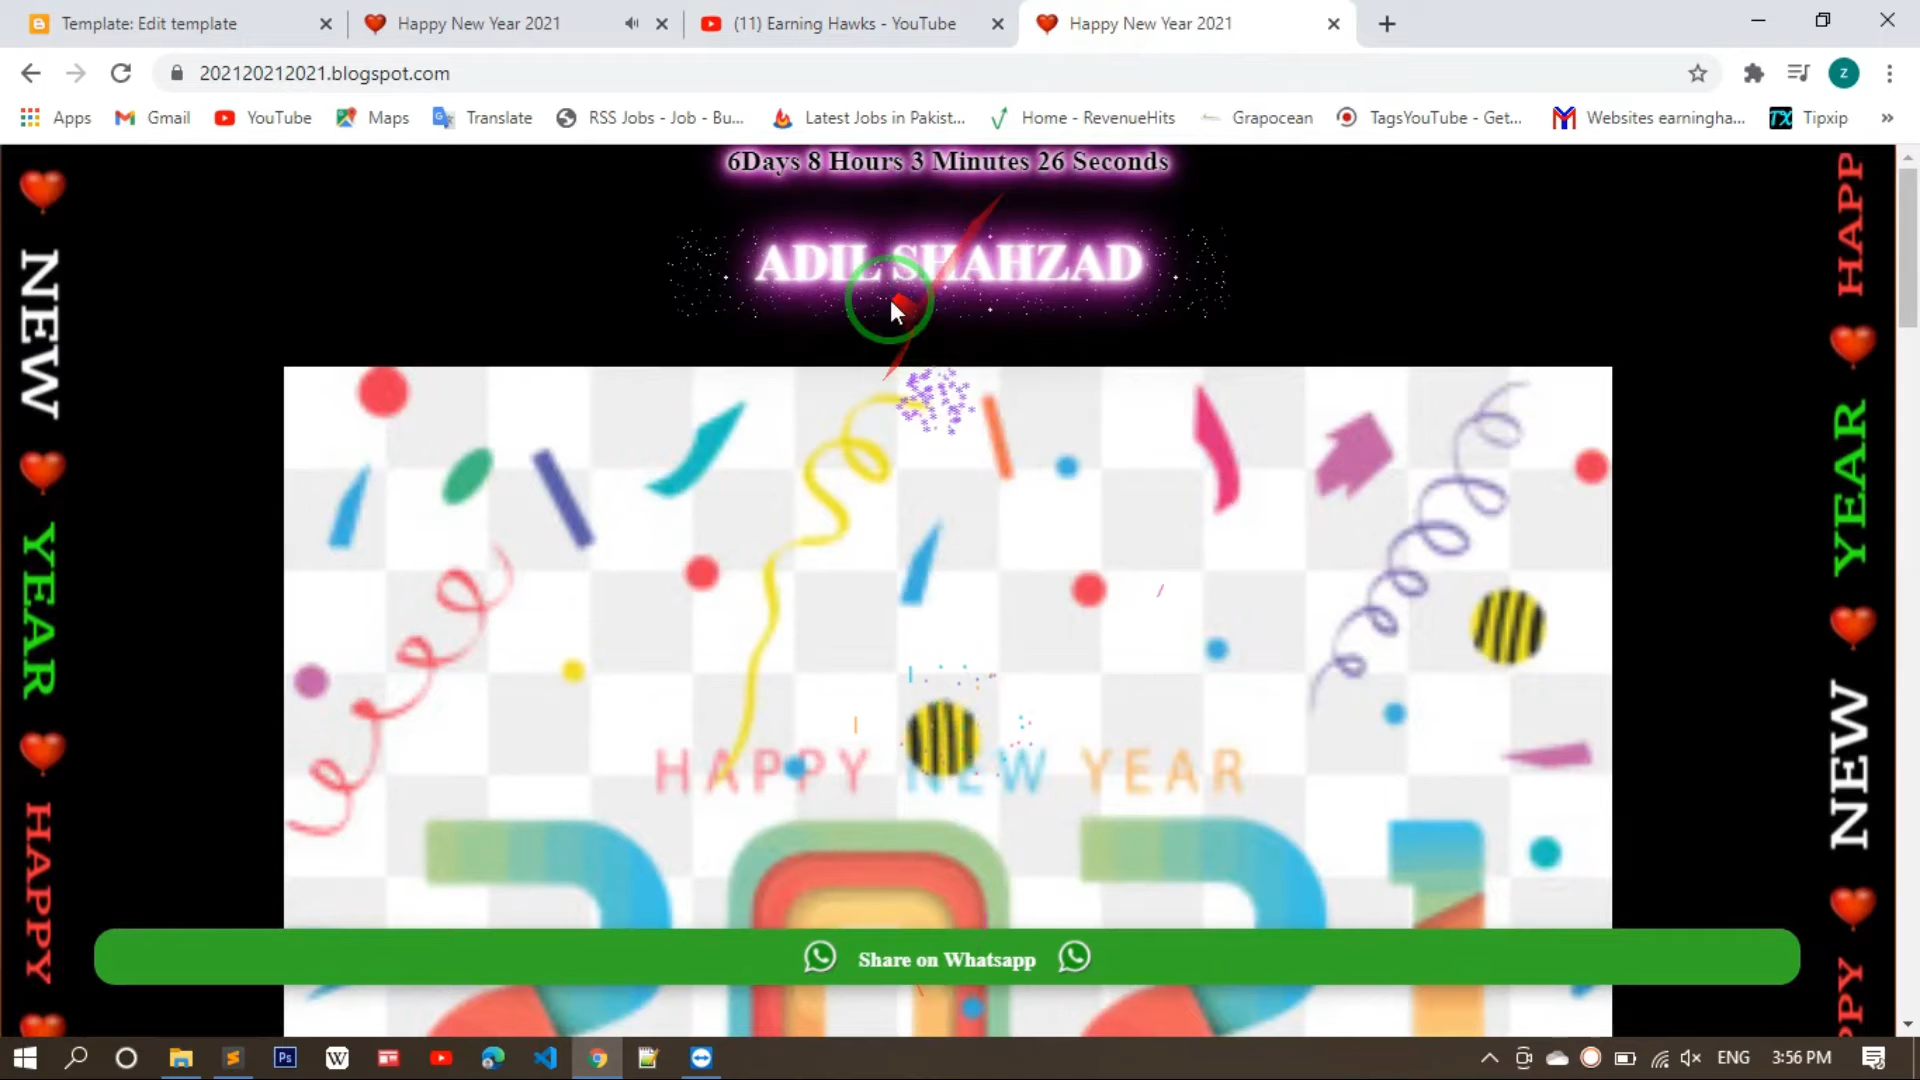 Template: Edit template
Happy New Year 2021
(11) Earning Hawks - YouTube
Happy New Year 2021
202120212021.blogspot.com
Z
Apps
Gmail
YouTube
Maps
Translate
RSS Jobs - Job - Bu...
Latest Jobs in Pakist...
Home - RevenueHits
Grapocean
TagsYouTube - Get...
Websites earningha...
TX
Tipxip
»
6Days 8 Hours 3 Minutes 26 Seconds
ADIL SHAHZAD
NEW
YEAR
HAPPY
HAPP
YEAR
NEW
PPY
HAPPY NEW YEAR
2021
Share on Whatsapp
Ps
W
ENG
3:56 PM